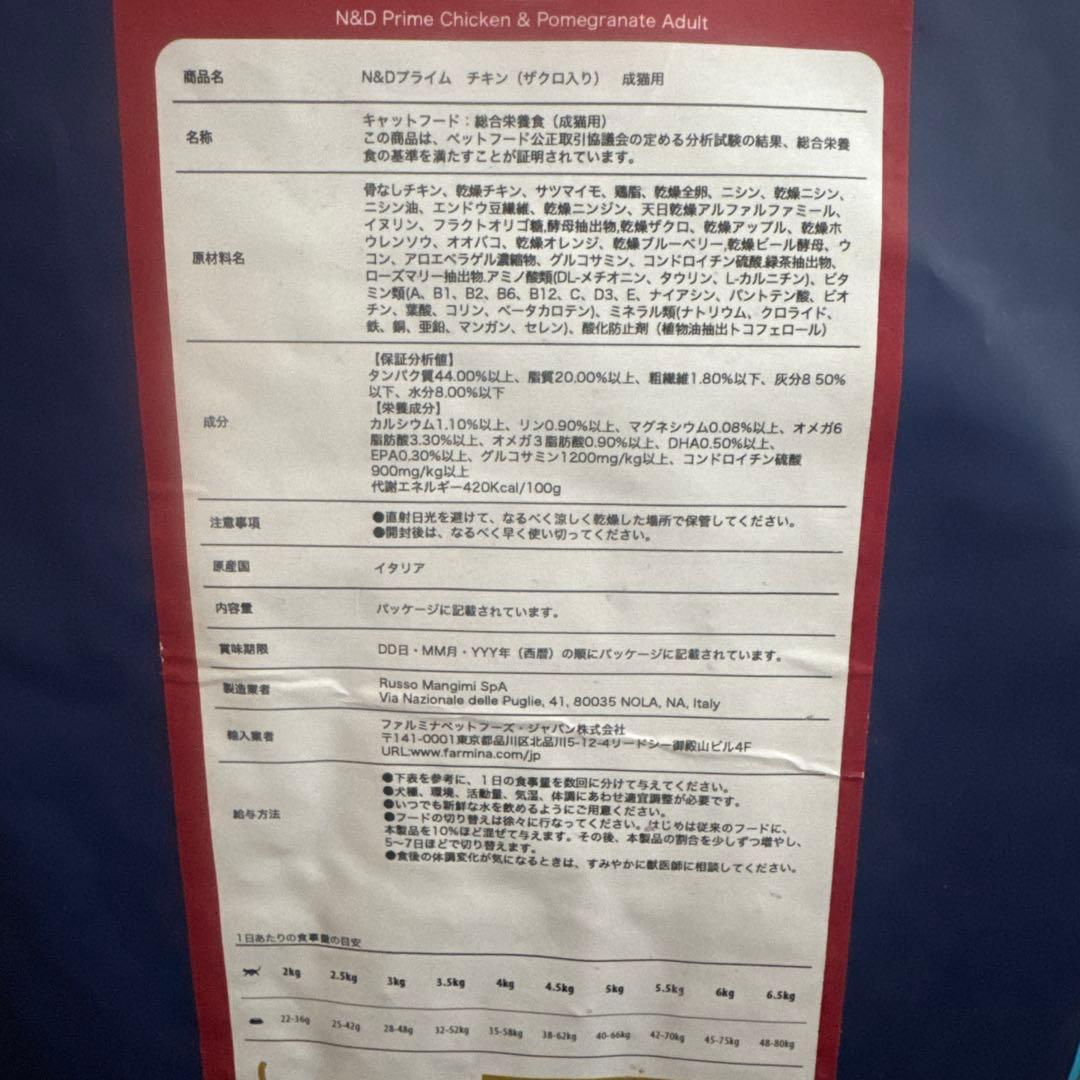 N&D Prime Chicken & Pomegranate Adult
商品名 N&Dプライム チキン（ザクロ入り） 成猫用
名称 キャットフード：総合栄養食（成猫用）
この商品は、ペットフード公正取引協議会の定める分析試験の結果、総合栄養
食の基準を満たすことが証明されています。
原材料名 骨なしチキン、乾燥チキン、サツマイモ、鶏脂、乾燥全卵、ニシン、乾燥ニシン、
ニシン油、エンドウ豆繊維、乾燥ニンジン、天日乾燥アルファルファミール、
イヌリン、フラクトオリゴ糖,酵母抽出物,乾燥ザクロ、乾燥アップル、乾燥ホ
ウレンソウ、オオバコ、乾燥オレンジ、乾燥ブルーベリー,乾燥ビール酵母、ウ
コン、アロエベラゲル濃縮物、グルコサミン、コンドロイチン硫酸,緑茶抽出物、
ローズマリー抽出物.アミノ酸類(DL-メチオニン、タウリン、L-カルニチン)、ビタ
ミン類(A、B1、B2、B6、B12、C、D3、E、ナイアシン、パントテン酸、ビオ
チン、葉酸、コリン、ベータカロテン)、ミネラル類(ナトリウム、クロライド、
鉄、銅、亜鉛、マンガン、セレン)、酸化防止剤（植物油抽出トコフェロール）
成分 【保証分析値】
タンパク質44.00%以上、脂質20.00%以上、粗繊維1.80%以下、灰分8.50%
以下、水分8.00%以下
【栄養成分】
カルシウム1.10%以上、リン0.90%以上、マグネシウム0.08%以上、オメガ6
脂肪酸3.30%以上、オメガ３脂肪酸0.90%以上、DHA0.50%以上、
EPA0.30%以上、グルコサミン1200mg/kg以上、コンドロイチン硫酸
900mg/kg以上
代謝エネルギー420Kcal/100g
注意事項 ●直射日光を避けて、なるべく涼しく乾燥した場所で保管してください。
●開封後は、なるべく早く使い切ってください。
原産国 イタリア
内容量 パッケージに記載されています。
賞味期限 DD日・MM月・YYY年（西暦）の順にパッケージに記載されています。
製造業者 Russo Mangimi SpA
Via Nazionale delle Puglie, 41, 80035 NOLA, NA, Italy
輸入業者 ファルミナペットフーズ・ジャパン株式会社
〒141-0001東京都品川区北品川5-12-4リードシー御殿山ビル4F
URL:www.farmina.com/jp
給与方法 ●下表を参考に、１日の食事量を数回に分けて与えてください。
●犬種、環境、活動量、気温、体調にあわせ適宜調整が必要です。
●いつでも新鮮な水を飲めるようにご用意ください。
●フードの切り替えは徐々に行なってください。はじめは従来のフードに、
本製品を10%ほど混ぜて与えます。その後、本製品の割合を少しずつ増やし、
5〜7日ほどで切り替えます。
●食後の体調変化が気になるときは、すみやかに獣医師に相談してください。
１日あたりの食事量の目安
2kg 2.5kg 3kg 3.5kg 4kg 4.5kg 5kg 5.5kg 6kg 6.5kg
22-36g 25-42g 28-48g 32-52kg 35-58kg 38-62kg 40-66kg 42-70kg 45-75kg 48-80kg